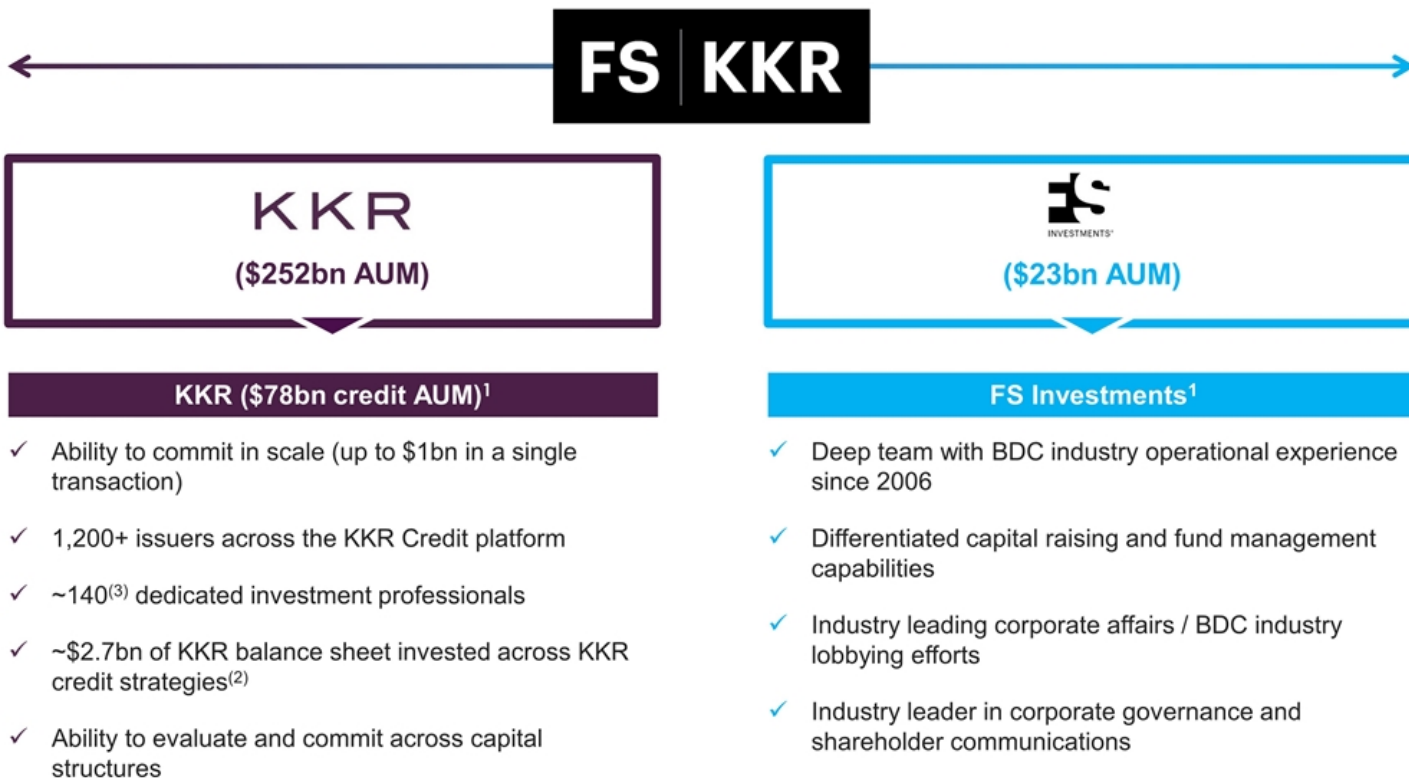 FS | KKR
KKR
($252bn AUM)
KKR ($78bn credit AUM)¹
✓ Ability to commit in scale (up to $1bn in a single
transaction)
✓ 1,200+ issuers across the KKR Credit platform
✓ ~140⁽³⁾ dedicated investment professionals
✓ ~$2.7bn of KKR balance sheet invested across KKR
credit strategies⁽²⁾
✓ Ability to evaluate and commit across capital
structures
FS
INVESTMENTS
($23bn AUM)
FS Investments¹
✓ Deep team with BDC industry operational experience
since 2006
✓ Differentiated capital raising and fund management
capabilities
✓ Industry leading corporate affairs / BDC industry
lobbying efforts
✓ Industry leader in corporate governance and
shareholder communications